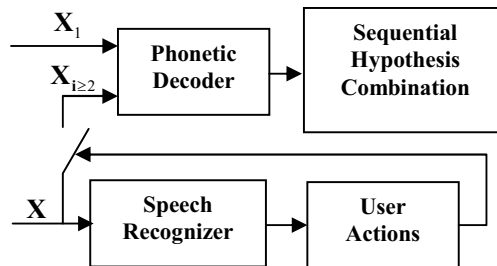 X1
Phonetic
Decoder
Sequential
Hypothesis
Combination
Xi≥2
X
Speech
Recognizer
User
Actions